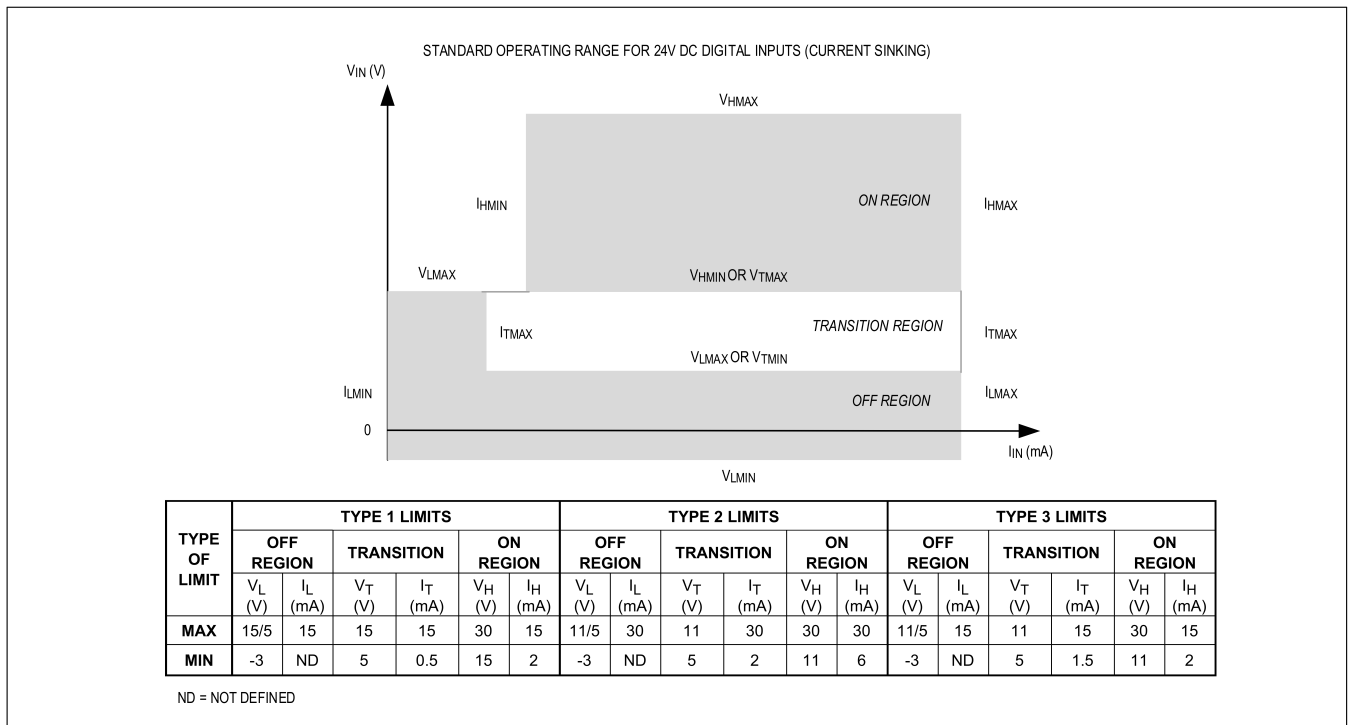 STANDARD OPERATING RANGE FOR 24V DC DIGITAL INPUTS (CURRENT SINKING)
VIN (V)
VHMAX
IHMIN
ON REGION
IHMAX
VLMAX
VHMIN OR VTMAX
ITMAX
TRANSITION REGION
ITMAX
VLMAX OR VTMIN
ILMIN
OFF REGION
ILMAX
0
IIN (mA)
VLMIN
TYPE OF LIMIT
TYPE 1 LIMITS TYPE 2 LIMITS TYPE 3 LIMITS
OFF REGION TRANSITION ON REGION OFF REGION TRANSITION ON REGION OFF REGION TRANSITION ON REGION
VL (V) IL (mA) VT (V) IT (mA) VH (V) IH (mA) VL (V) IL (mA) VT (V) IT (mA) VH (V) IH (mA) VL (V) IL (mA) VT (V) IT (mA) VH (V) IH (mA)
MAX 15/5 15 15 15 30 15 11/5 30 11 30 30 30 11/5 15 11 15 30 15
MIN -3 ND 5 0.5 15 2 -3 ND 5 2 11 6 -3 ND 5 1.5 11 2
ND = NOT DEFINED